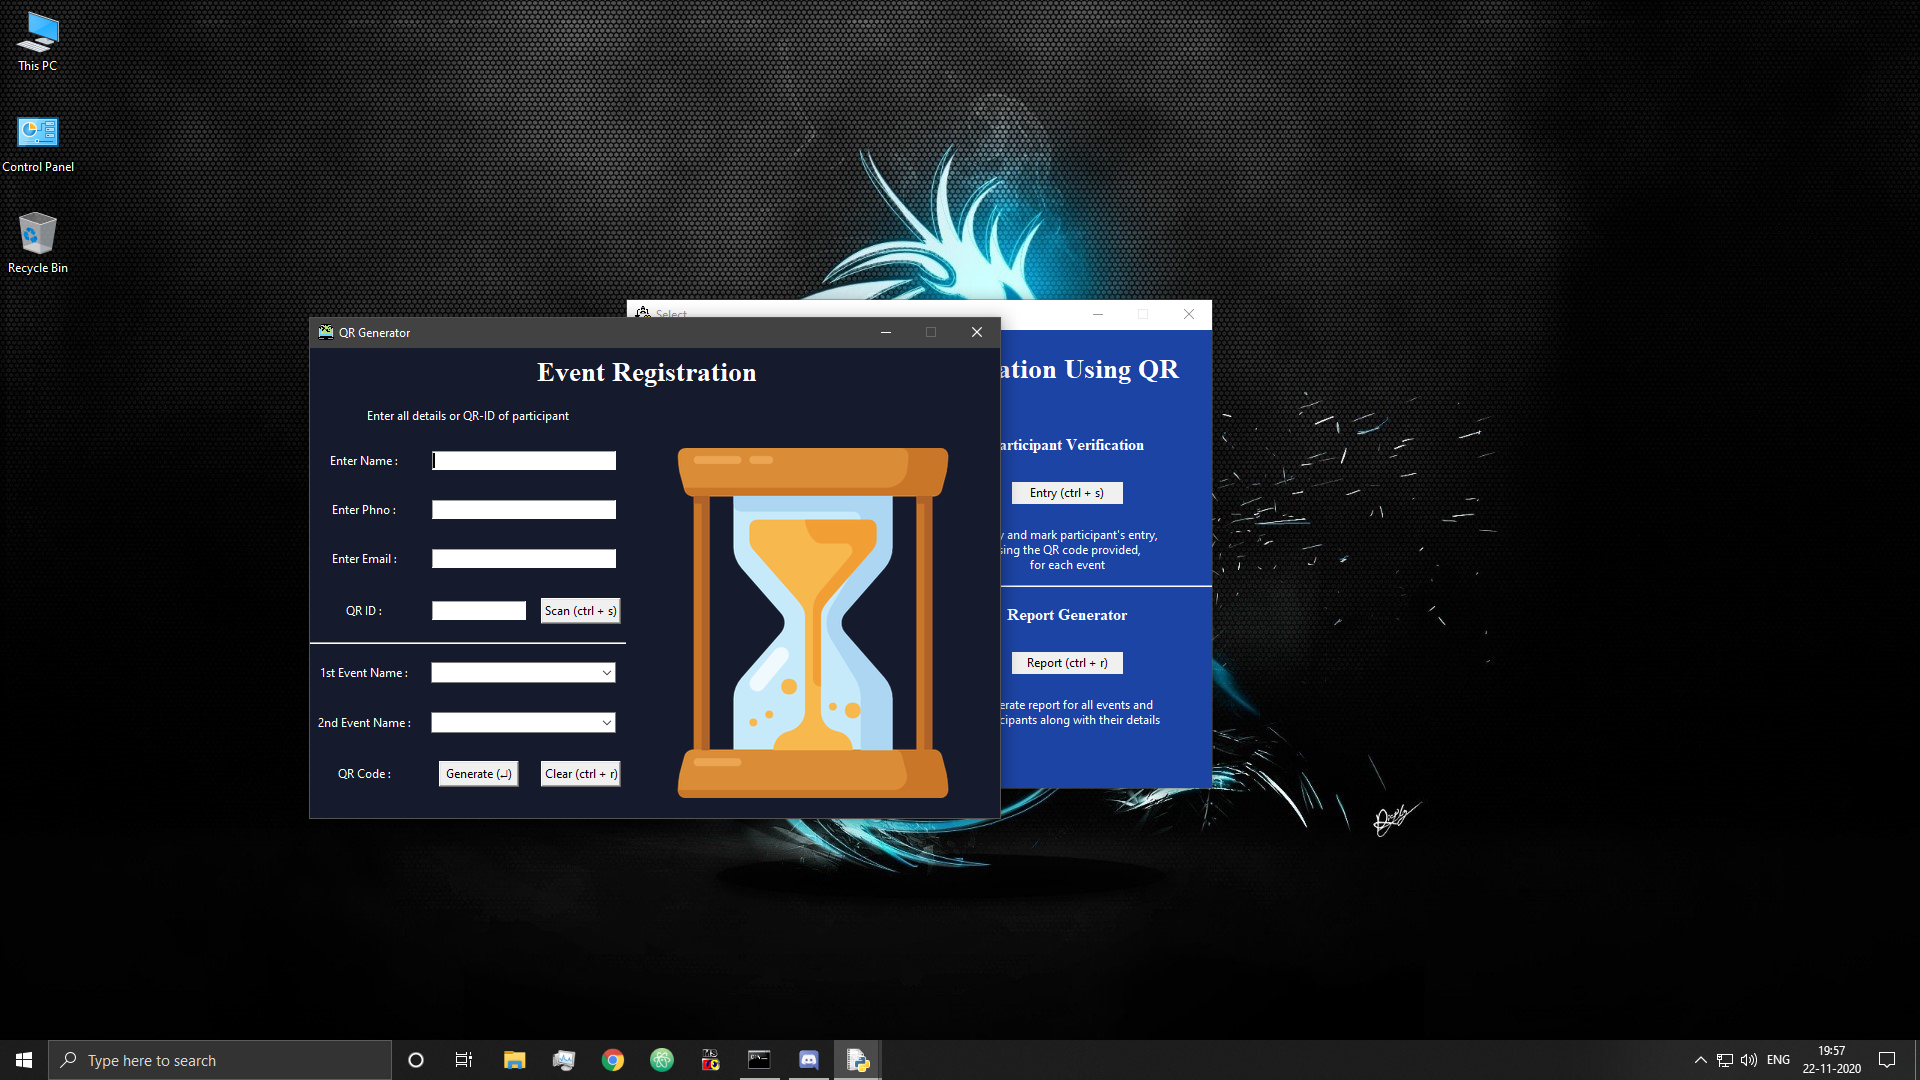 This PC
Control Panel
Recycle Bin
Select
QR Generator
Event Registration
Enter all details or QR-ID of participant
Enter Name :
Enter Phno :
Enter Email :
QR ID :
Scan (ctrl + s)
1st Event Name :
2nd Event Name :
QR Code :
Generate (↵)
Clear (ctrl + r)
ation Using QR
articipant Verification
Entry (ctrl + s)
y and mark participant's entry,
ing the QR code provided,
for each event
Report Generator
Report (ctrl + r)
erate report for all events and
cipants along with their details
Type here to search
ENG
19:57
22-11-2020